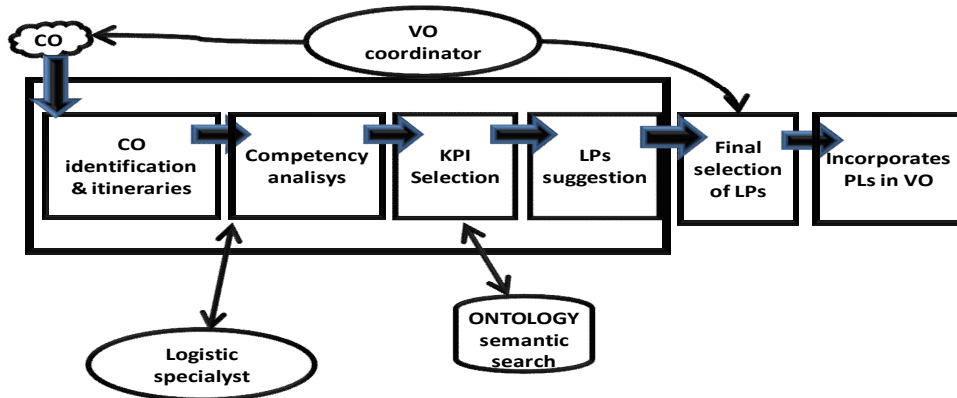 CO
VO
coordinator
CO
identification
& itineraries
Competency
analisys
KPI
Selection
LPs
suggestion
Final
selection
of LPs
Incorporates
PLs in VO
Logistic
specialyst
ONTOLOGY
semantic
search